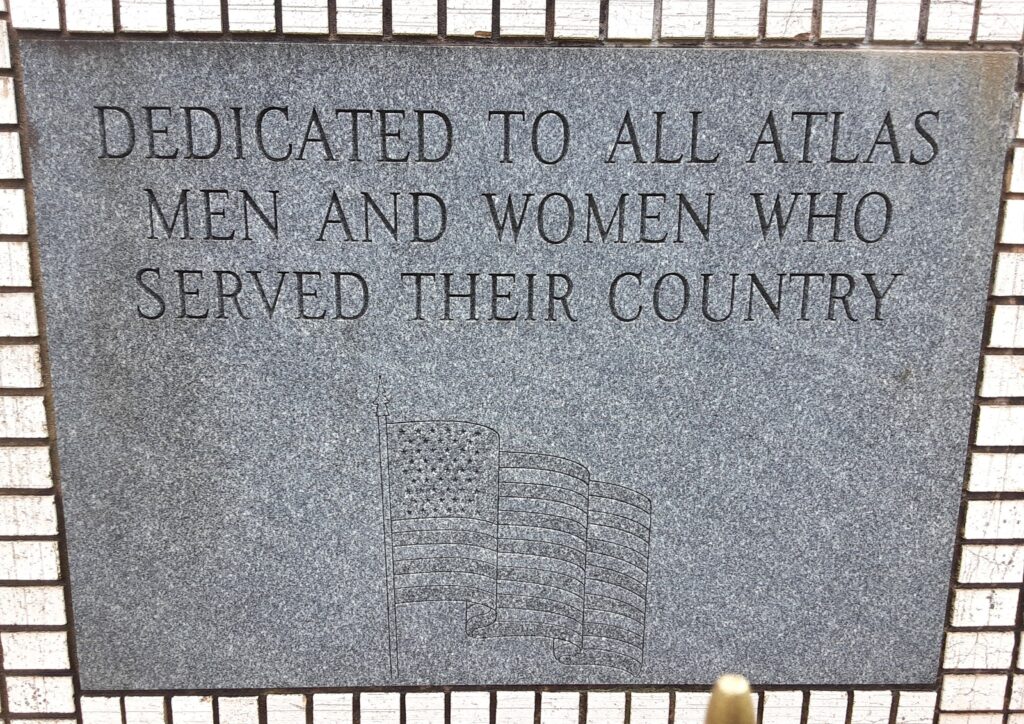 DEDICATED TO ALL ATLAS
MEN AND WOMEN WHO
SERVED THEIR COUNTRY